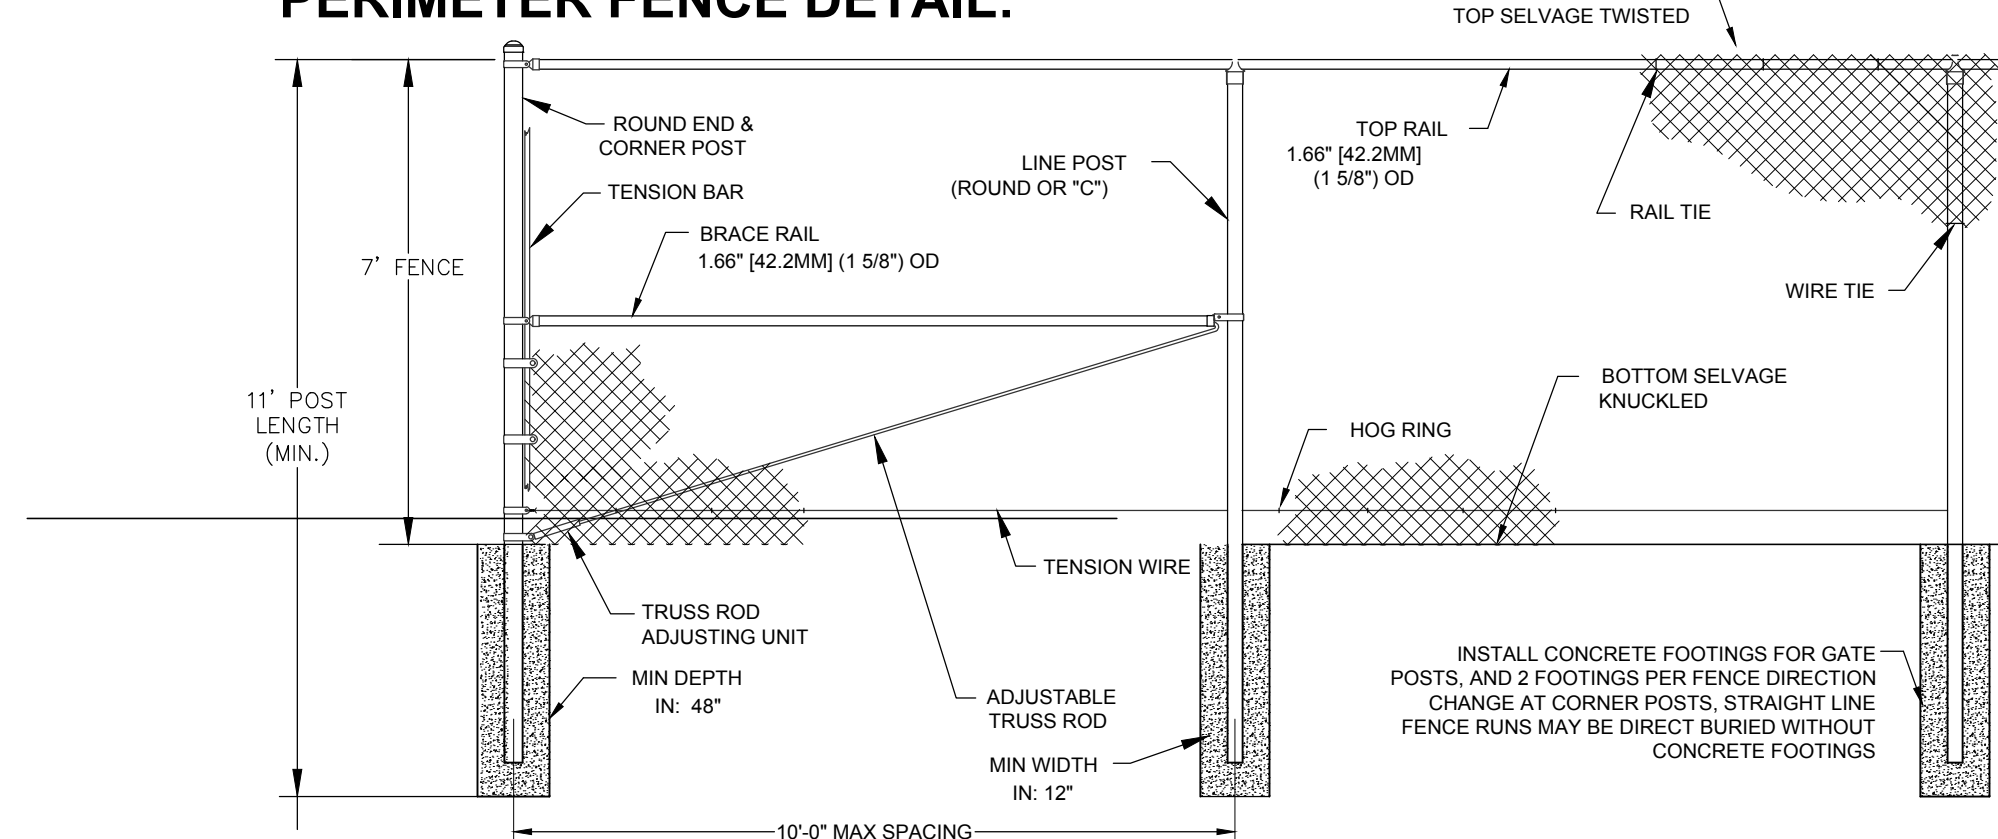 PERIMETER FENCE DETAIL:
TOP SELVAGE TWISTED
ROUND END &
CORNER POST
TENSION BAR
BRACE RAIL
1.66" [42.2MM] (1 5/8") OD
LINE POST
(ROUND OR "C")
TOP RAIL
1.66" [42.2MM]
(1 5/8") OD
RAIL TIE
WIRE TIE
7' FENCE
11' POST
LENGTH
(MIN.)
BOTTOM SELVAGE
KNUCKLED
HOG RING
TENSION WIRE
TRUSS ROD
ADJUSTING UNIT
MIN DEPTH
IN: 48"
ADJUSTABLE
TRUSS ROD
MIN WIDTH
IN: 12"
INSTALL CONCRETE FOOTINGS FOR GATE
POSTS, AND 2 FOOTINGS PER FENCE DIRECTION
CHANGE AT CORNER POSTS, STRAIGHT LINE
FENCE RUNS MAY BE DIRECT BURIED WITHOUT
CONCRETE FOOTINGS
10'-0" MAX SPACING